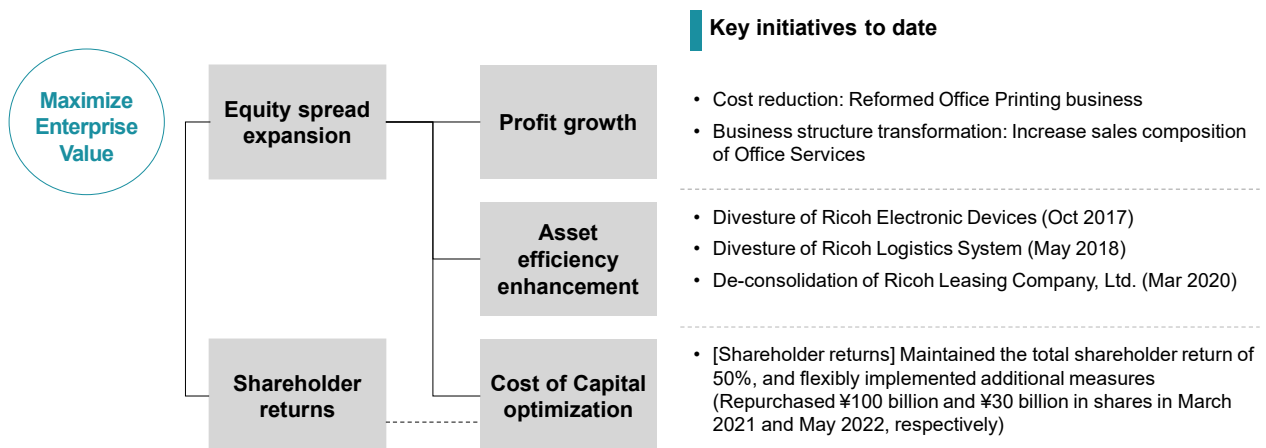 Key initiatives to date
Maximize
Enterprise
Value
Equity spread
expansion
Profit growth
• Cost reduction: Reformed Office Printing business
• Business structure transformation: Increase sales composition
of Office Services
Asset
efficiency
enhancement
• Divesture of Ricoh Electronic Devices (Oct 2017)
• Divesture of Ricoh Logistics System (May 2018)
• De-consolidation of Ricoh Leasing Company, Ltd. (Mar 2020)
Shareholder
returns
Cost of Capital
optimization
• [Shareholder returns] Maintained the total shareholder return of
50%, and flexibly implemented additional measures
(Repurchased ¥100 billion and ¥30 billion in shares in March
2021 and May 2022, respectively)